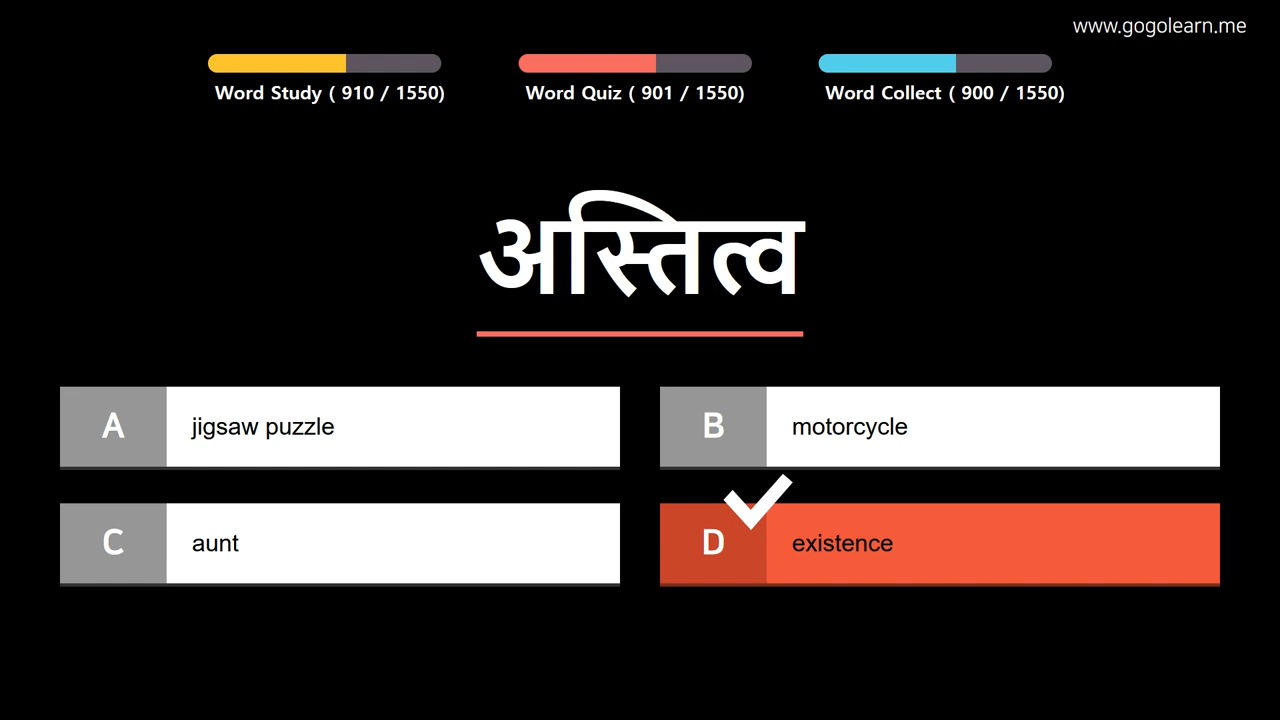 www.gogolearn.me
Word Study ( 910 / 1550)
Word Quiz ( 901 / 1550)
Word Collect ( 900 / 1550)
अस्तित्व
A
jigsaw puzzle
B
motorcycle
C
aunt
D
existence